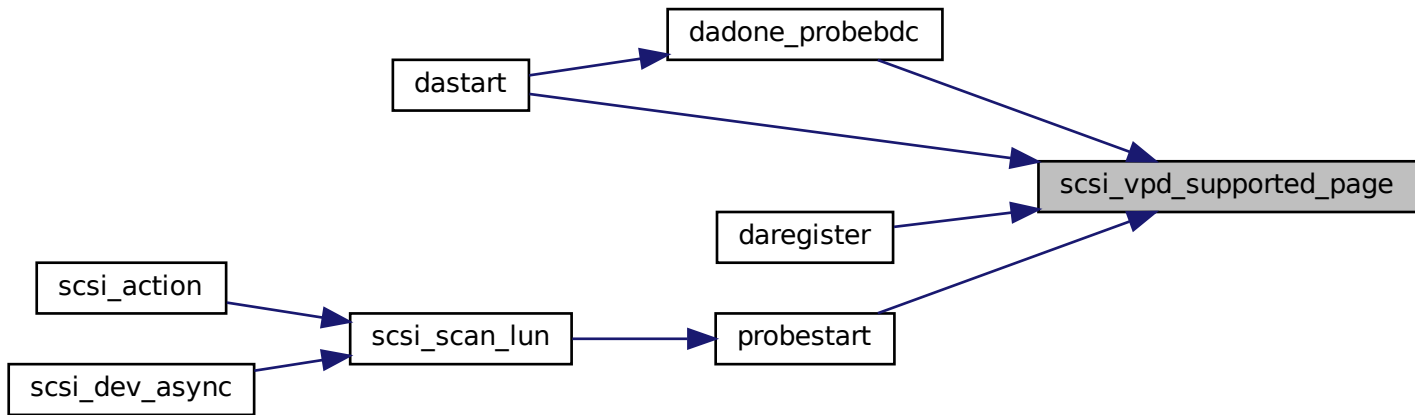 dadone_probebdc
dastart
scsi_vpd_supported_page
daregister
scsi_action
scsi_scan_lun
probestart
scsi_dev_async